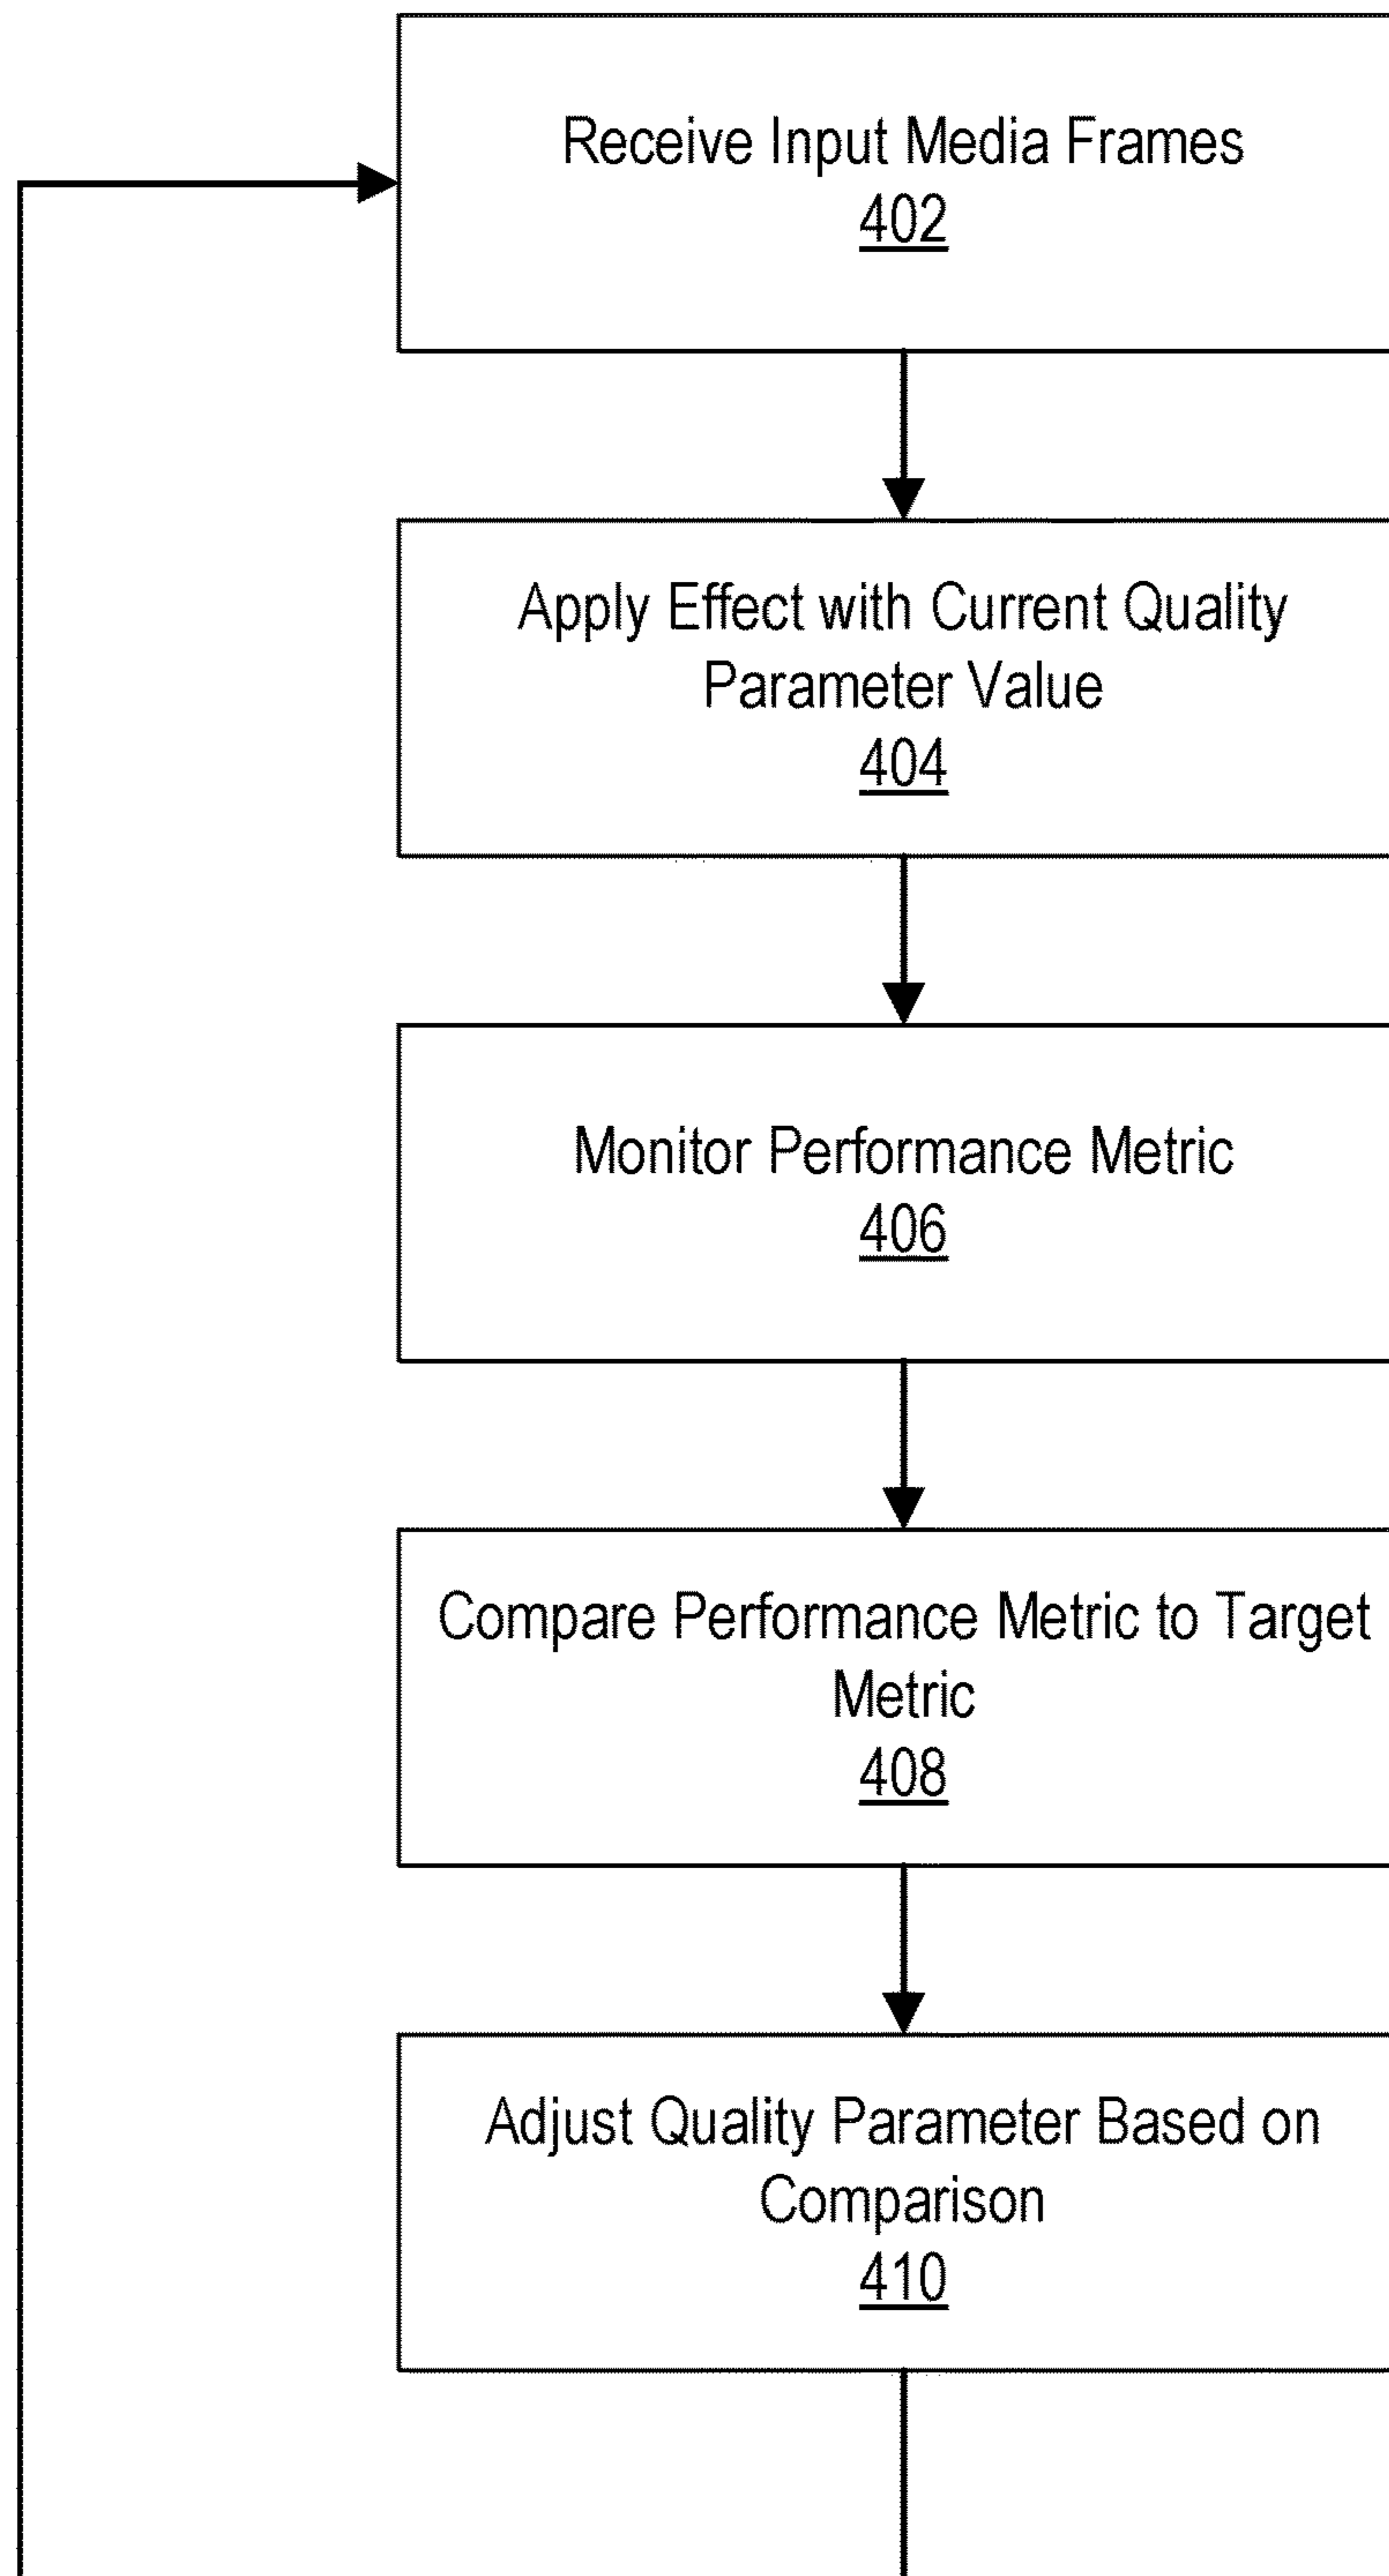 Receive Input Media Frames
402
Apply Effect with Current Quality
Parameter Value
404
Monitor Performance Metric
406
Compare Performance Metric to Target
Metric
408
Adjust Quality Parameter Based on
Comparison
410